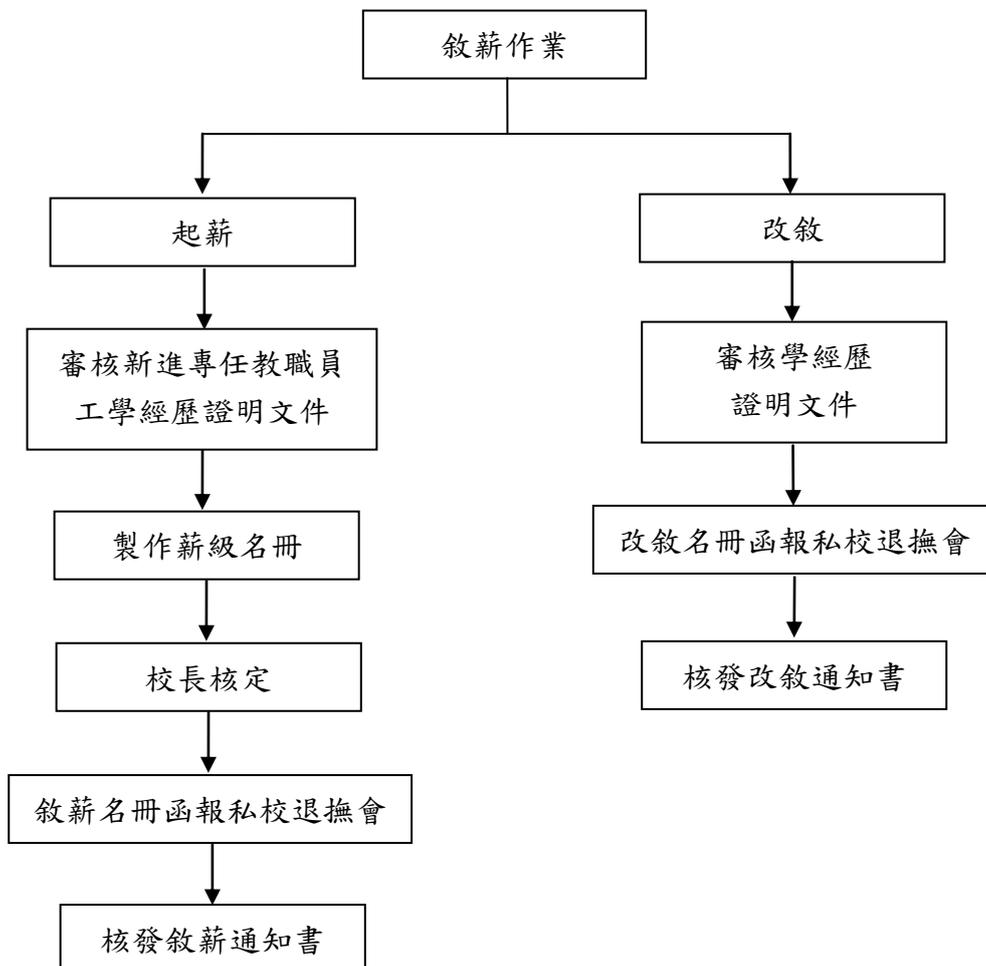 敘薪作業
起薪
審核新進專任教職員
工學經歷證明文件
製作薪級名冊
校長核定
敘薪名冊函報私校退撫會
核發敘薪通知書
改敘
審核學經歷
證明文件
改敘名冊函報私校退撫會
核發改敘通知書